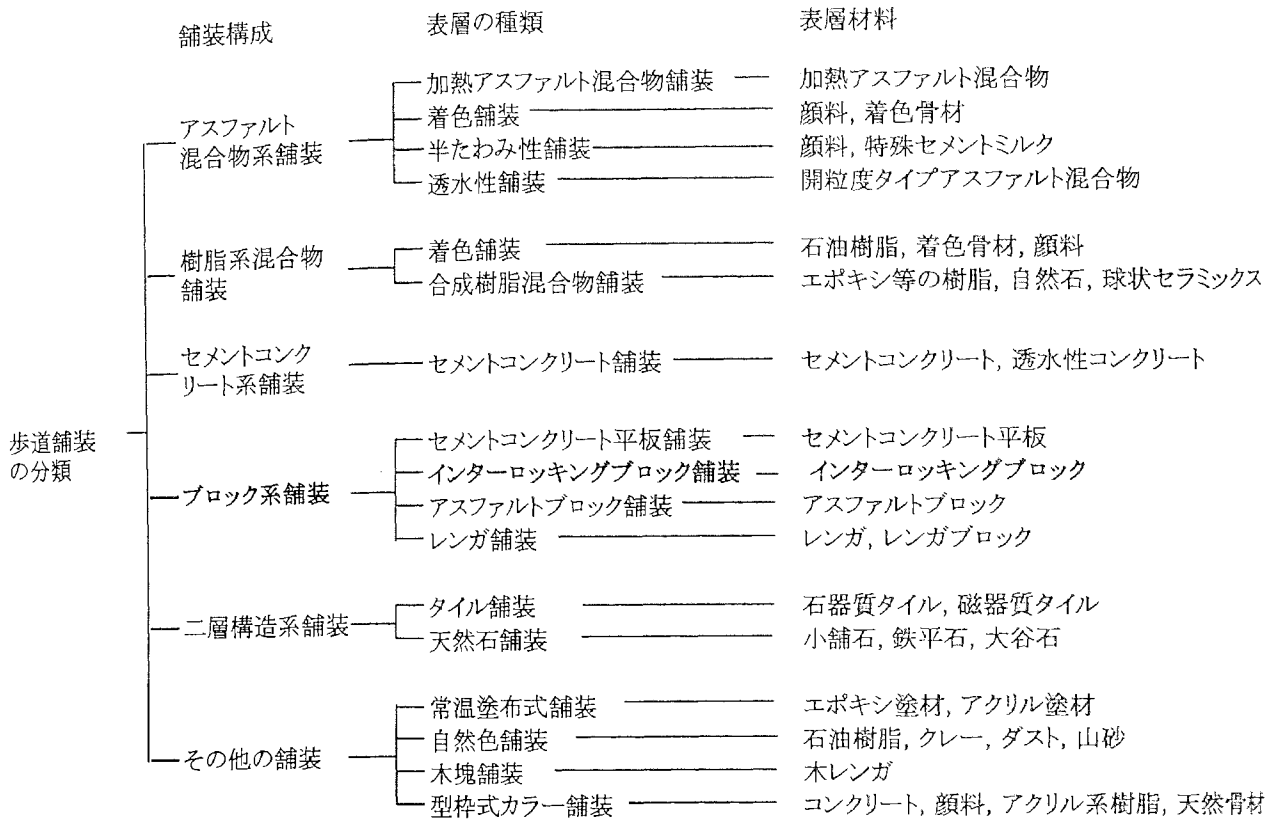 舗装構成 表層の種類 表層材料
加熱アスファルト混合物舗装 加熱アスファルト混合物
アスファルト
混合物系舗装
着色舗装 顔料, 着色骨材
半たわみ性舗装 顔料, 特殊セメントミルク
透水性舗装 開粒度タイプアスファルト混合物
樹脂系混合物
舗装
着色舗装 石油樹脂, 着色骨材, 顔料
合成樹脂混合物舗装 エポキシ等の樹脂, 自然石, 球状セラミックス
セメントコンク
リート系舗装
セメントコンクリート舗装 セメントコンクリート, 透水性コンクリート
歩道舗装
の分類
ブロック系舗装
セメントコンクリート平板舗装 セメントコンクリート平板
インターロッキングブロック舗装 インターロッキングブロック
アスファルトブロック舗装 アスファルトブロック
レンガ舗装 レンガ, レンガブロック
二層構造系舗装
タイル舗装 石器質タイル, 磁器質タイル
天然石舗装 小舗石, 鉄平石, 大谷石
その他の舗装
常温塗布式舗装 エポキシ塗材, アクリル塗材
自然色舗装 石油樹脂, クレー, ダスト, 山砂
木塊舗装 木レンガ
型枠式カラー舗装 コンクリート, 顔料, アクリル系樹脂, 天然骨材